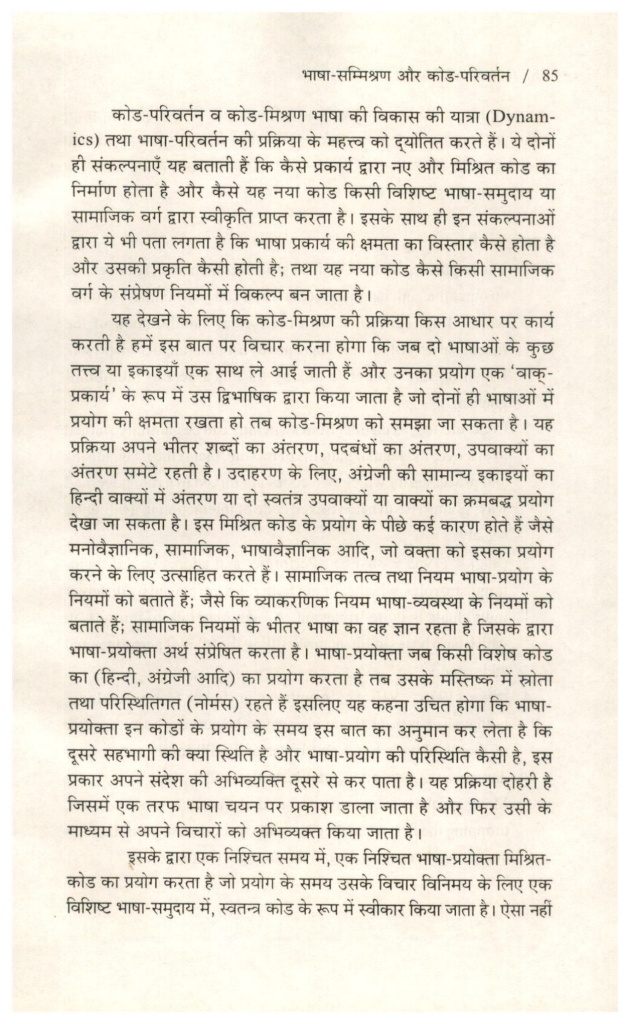 भाषा-सम्मिश्रण और कोड-परिवर्तन / 85
कोड-परिवर्तन व कोड-मिश्रण भाषा की विकास की यात्रा (Dynam-
ics) तथा भाषा-परिवर्तन की प्रक्रिया के महत्त्व को द्योतित करते हैं। ये दोनों
ही संकल्पनाएँ यह बताती हैं कि कैसे प्रकार्य द्वारा नए और मिश्रित कोड का
निर्माण होता है और कैसे यह नया कोड किसी विशिष्ट भाषा-समुदाय या
सामाजिक वर्ग द्वारा स्वीकृति प्राप्त करता है। इसके साथ ही इन संकल्पनाओं
द्वारा ये भी पता लगता है कि भाषा प्रकार्य की क्षमता का विस्तार कैसे होता है
और उसकी प्रकृति कैसी होती है; तथा यह नया कोड कैसे किसी सामाजिक
वर्ग के संप्रेषण नियमों में विकल्प बन जाता है।
यह देखने के लिए कि कोड-मिश्रण की प्रक्रिया किस आधार पर कार्य
करती है हमें इस बात पर विचार करना होगा कि जब दो भाषाओं के कुछ
तत्त्व या इकाइयाँ एक साथ ले आई जाती हैं और उनका प्रयोग एक ‘वाक्-
प्रकार्य’ के रूप में उस द्विभाषिक द्वारा किया जाता है जो दोनों ही भाषाओं में
प्रयोग की क्षमता रखता हो तब कोड-मिश्रण को समझा जा सकता है। यह
प्रक्रिया अपने भीतर शब्दों का अंतरण, पदबंधों का अंतरण, उपवाक्यों का
अंतरण समेटे रहती है। उदाहरण के लिए, अंग्रेजी की सामान्य इकाइयों का
हिन्दी वाक्यों में अंतरण या दो स्वतंत्र उपवाक्यों या वाक्यों का क्रमबद्ध प्रयोग
देखा जा सकता है। इस मिश्रित कोड के प्रयोग के पीछे कई कारण होते हैं जैसे
मनोवैज्ञानिक, सामाजिक, भाषावैज्ञानिक आदि, जो वक्ता को इसका प्रयोग
करने के लिए उत्साहित करते हैं। सामाजिक तत्व तथा नियम भाषा-प्रयोग के
नियमों को बताते हैं; जैसे कि व्याकरणिक नियम भाषा-व्यवस्था के नियमों को
बताते हैं; सामाजिक नियमों के भीतर भाषा का वह ज्ञान रहता है जिसके द्वारा
भाषा-प्रयोक्ता अर्थ संप्रेषित करता है। भाषा-प्रयोक्ता जब किसी विशेष कोड
का (हिन्दी, अंग्रेजी आदि) का प्रयोग करता है तब उसके मस्तिष्क में स्रोता
तथा परिस्थितिगत (नोर्मस) रहते हैं इसलिए यह कहना उचित होगा कि भाषा-
प्रयोक्ता इन कोडों के प्रयोग के समय इस बात का अनुमान कर लेता है कि
दूसरे सहभागी की क्या स्थिति है और भाषा-प्रयोग की परिस्थिति कैसी है, इस
प्रकार अपने संदेश की अभिव्यक्ति दूसरे से कर पाता है। यह प्रक्रिया दोहरी है
जिसमें एक तरफ भाषा चयन पर प्रकाश डाला जाता है और फिर उसी के
माध्यम से अपने विचारों को अभिव्यक्त किया जाता है।
इसके द्वारा एक निश्चित समय में, एक निश्चित भाषा-प्रयोक्ता मिश्रित-
कोड का प्रयोग करता है जो प्रयोग के समय उसके विचार विनिमय के लिए एक
विशिष्ट भाषा-समुदाय में, स्वतन्त्र कोड के रूप में स्वीकार किया जाता है। ऐसा नहीं